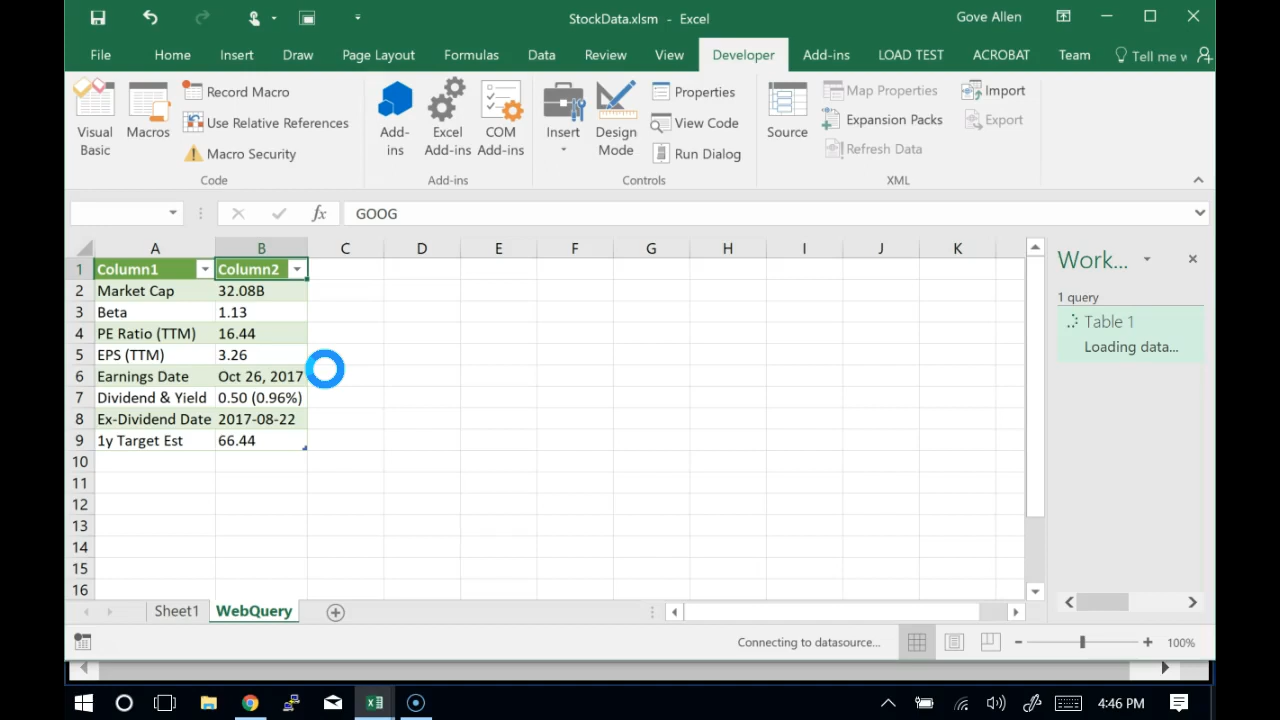 StockData.xlsm - Excel
Gove Allen
File Home Insert Draw Page Layout Formulas Data Review View Developer Add-ins LOAD TEST ACROBAT Team Tell me w
Visual Basic
Macros
Record Macro
Use Relative References
Macro Security
Code
Add-ins
Excel Add-ins
COM Add-ins
Add-ins
Insert
Design Mode
Properties
View Code
Run Dialog
Controls
Source
Map Properties
Expansion Packs
Refresh Data
Import
Export
XML
fx GOOG
A B C D E F G H I J K
1 Column1 Column2
2 Market Cap 32.08B
3 Beta 1.13
4 PE Ratio (TTM) 16.44
5 EPS (TTM) 3.26
6 Earnings Date Oct 26, 2017
7 Dividend & Yield 0.50 (0.96%)
8 Ex-Dividend Date 2017-08-22
9 1y Target Est 66.44
10
11
12
13
14
15
16
Work...
1 query
Table 1
Loading data...
Sheet1 WebQuery
Connecting to datasource... 100%
4:46 PM